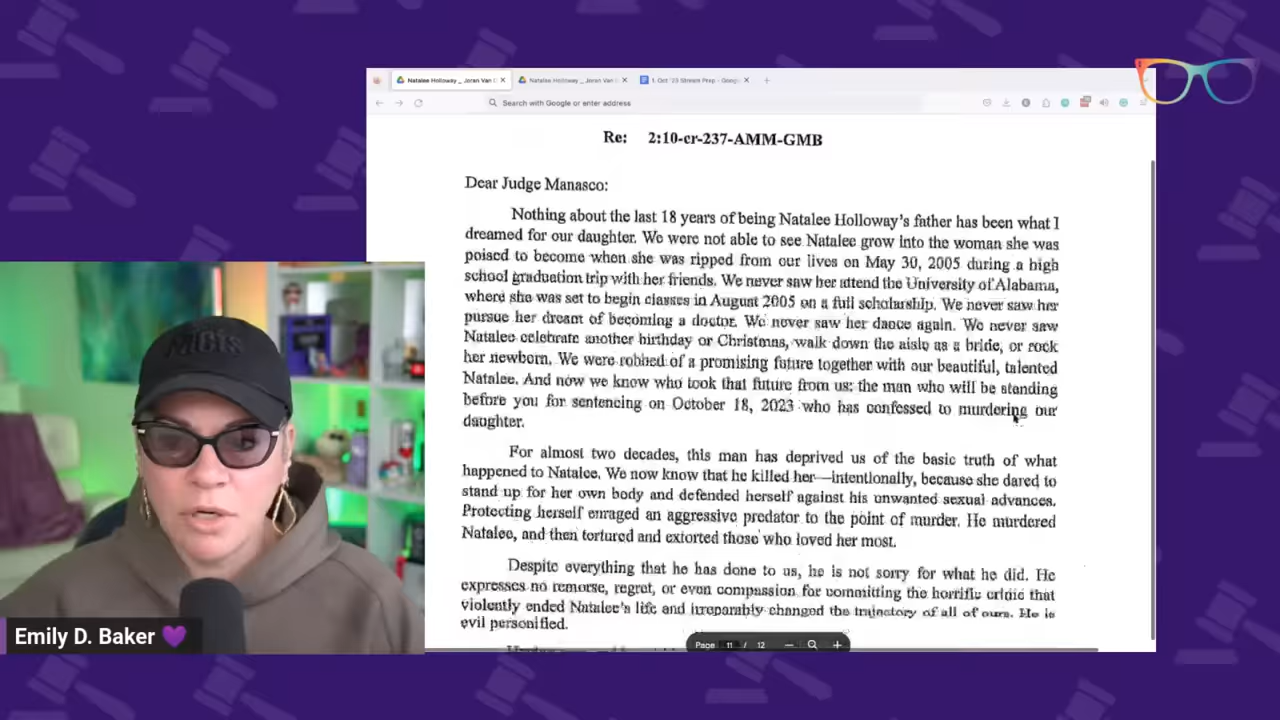 Natalee Holloway _ Joran Van
Natalee Holloway _ Joran Van
1. Oct '23 Stream Prep - Google
Search with Google or enter address
Re: 2:10-cr-237-AMM-GMB
Dear Judge Manasco:
Nothing about the last 18 years of being Natalee Holloway's father has been what I
dreamed for our daughter. We were not able to see Natalee grow into the woman she was
poised to become when she was ripped from our lives on May 30, 2005 during a high
school graduation trip with her friends. We never saw her attend the University of Alabama,
where she was set to begin classes in August 2005 on a full scholarship. We never saw her
pursue her dream of becoming a doctor. We never saw her dance again. We never saw
Natalee celebrate another birthday or Christmas, walk down the aisle as a bride, or rock
her newborn. We were robbed of a promising future together with our beautiful, talented
Natalee. And now we know who took that future from us: the man who will be standing
before you for sentencing on October 18, 2023 who has confessed to murdering our
daughter.
For almost two decades, this man has deprived us of the basic truth of what
happened to Natalee. We now know that he killed her—intentionally, because she dared to
stand up for her own body and defended herself against his unwanted sexual advances.
Protecting herself enraged an aggressive predator to the point of murder. He murdered
Natalee, and then tortured and extorted those who loved her most.
Despite everything that he has done to us, he is not sorry for what he did. He
expresses no remorse, regret, or even compassion for committing the horrific crime that
violently ended Natalee's life and irreparably changed the trajectory of all of ours. He is
evil personified.
Page 11 / 12
FACTS
Emily D. Baker 💜